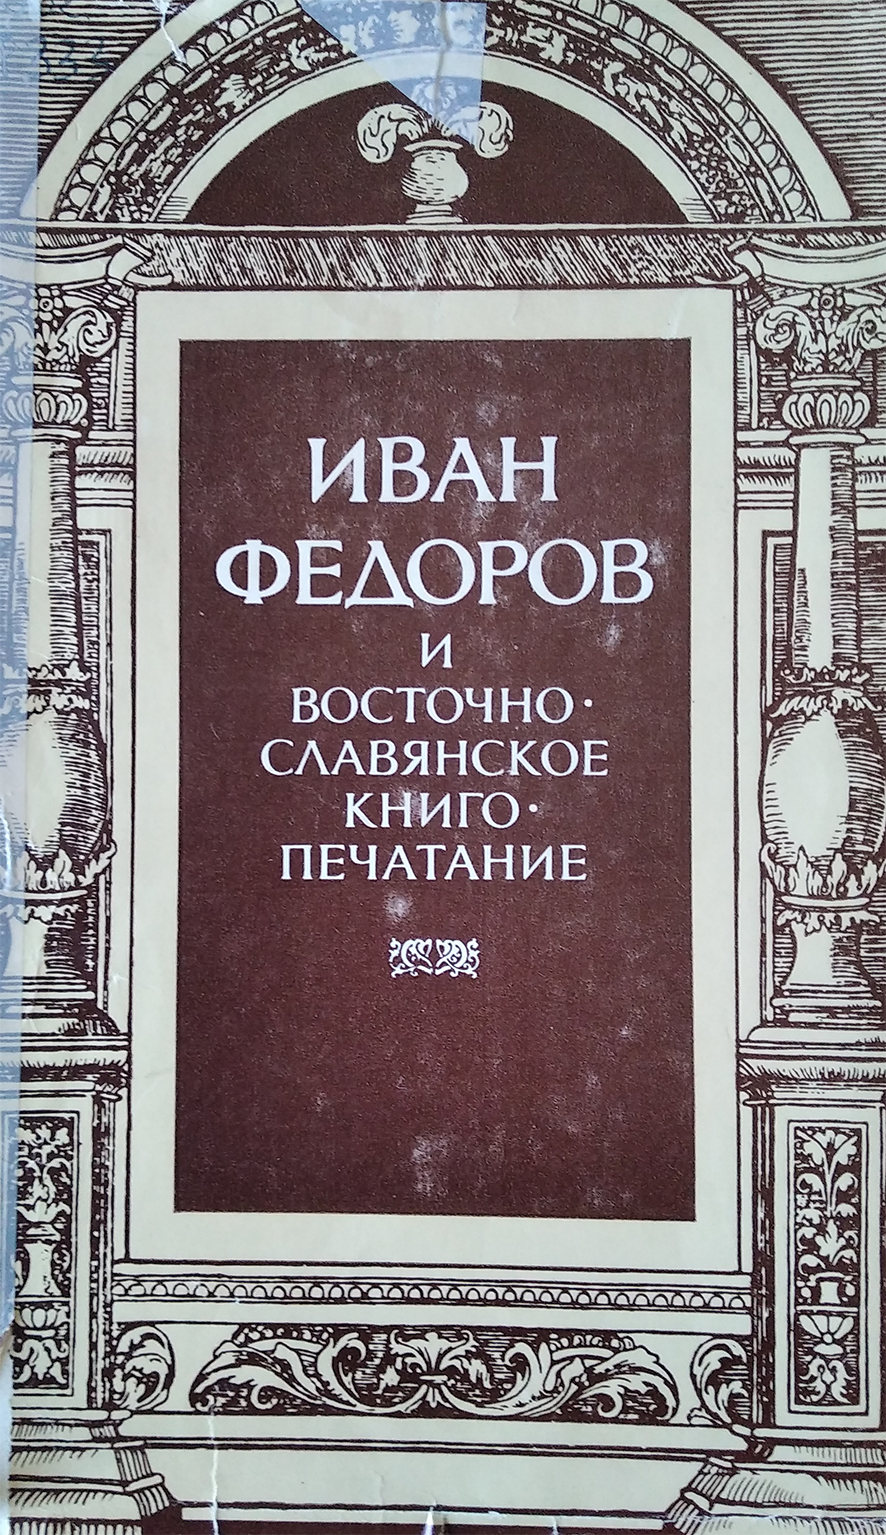 ИВАН
ФЕДОРОВ
И
ВОСТОЧНО·
СЛАВЯНСКОЕ
КНИГО·
ПЕЧАТАНИЕ